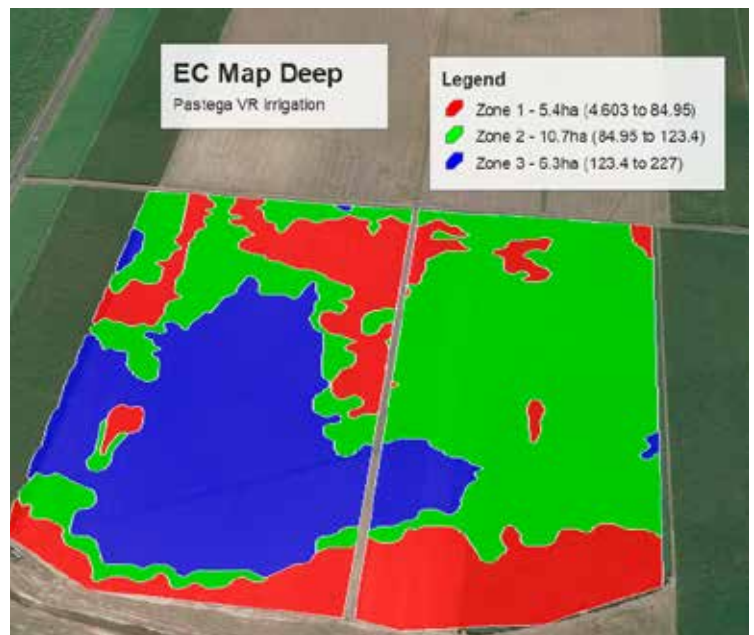 EC Map Deep
Pastega VR Irrigation
Legend
Zone 1 - 5.4ha (4.603 to 84.95)
Zone 2 - 10.7ha (84.95 to 123.4)
Zone 3 - 6.3ha (123.4 to 227)